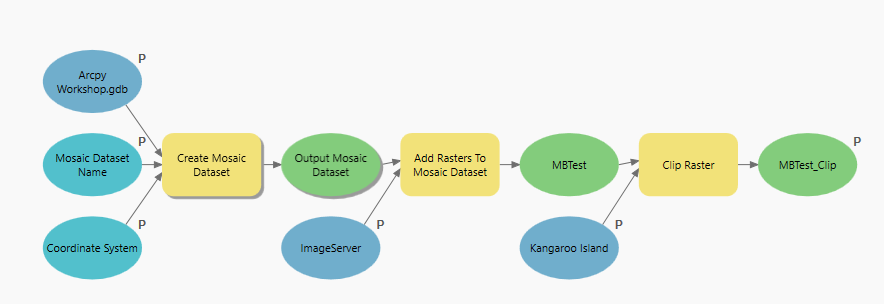 P
Arcpy
Workshop.gdb
P
Mosaic Dataset
Name
Create Mosaic
Dataset
Output Mosaic
Dataset
Add Rasters To
Mosaic Dataset
MBTest
Clip Raster
P
MBTest_Clip
P
Coordinate System
P
ImageServer
P
Kangaroo Island